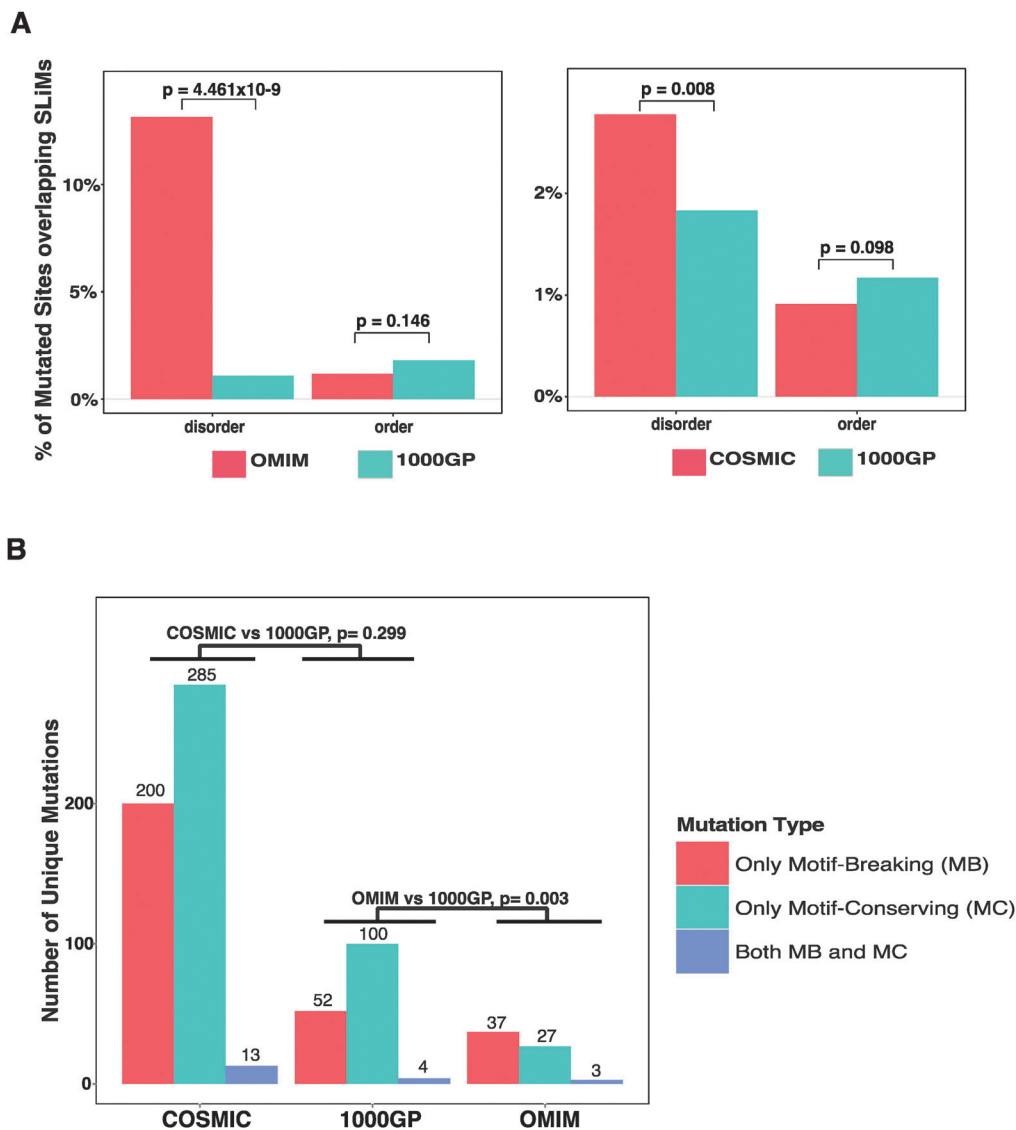 A
% of Mutated Sites overlapping SLiMs
p = 4.461x10-9
10%
5%
0%
p = 0.146
disorder
order
OMIM
1000GP
p = 0.008
2%
1%
0%
p = 0.098
disorder
order
COSMIC
1000GP
B
Number of Unique Mutations
COSMIC vs 1000GP, p= 0.299
285
200
200
13
OMIM vs 1000GP, p= 0.003
100
100
52
4
37
27
3
0
COSMIC
1000GP
OMIM
Mutation Type
Only Motif-Breaking (MB)
Only Motif-Conserving (MC)
Both MB and MC